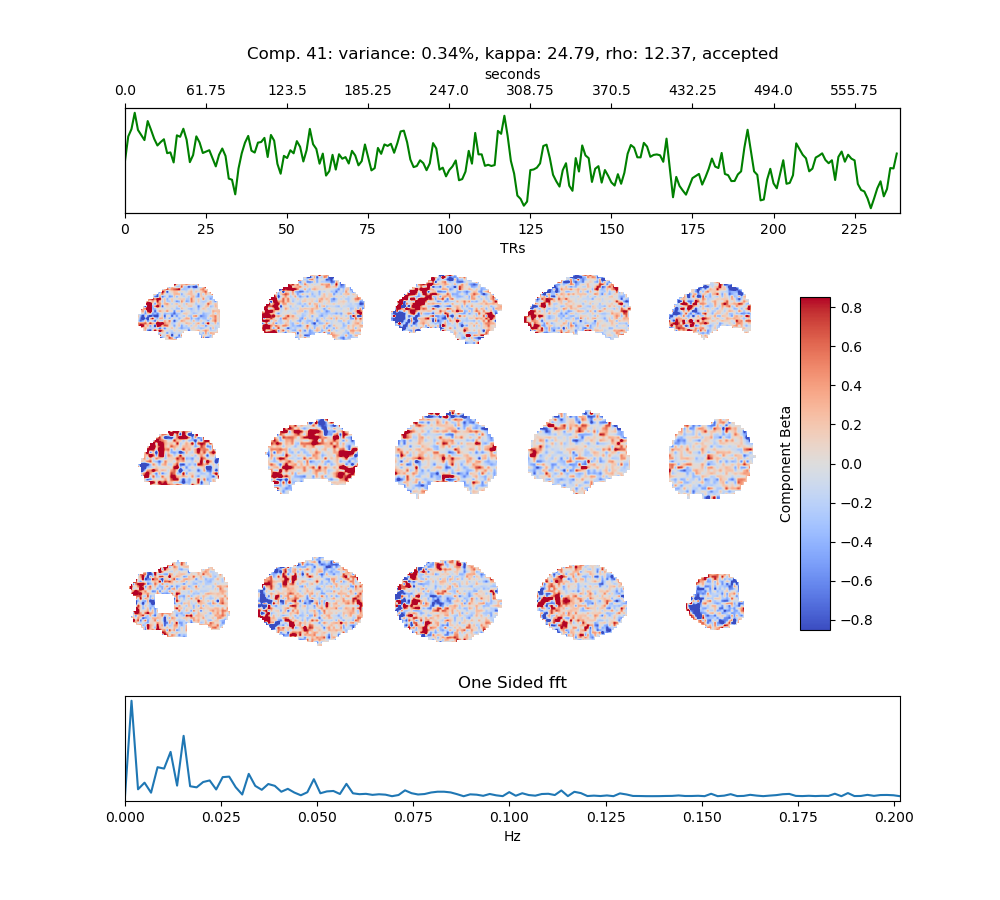 Comp. 41: variance: 0.34%, kappa: 24.79, rho: 12.37, accepted
seconds
0.0 61.75 123.5 185.25 247.0 308.75 370.5 432.25 494.0 555.75
0 25 50 75 100 125 150 175 200 225
TRs
0.8
0.6
0.4
0.2
0.0
−0.2
−0.4
−0.6
−0.8
Component Beta
One Sided fft
0.000 0.025 0.050 0.075 0.100 0.125 0.150 0.175 0.200
Hz